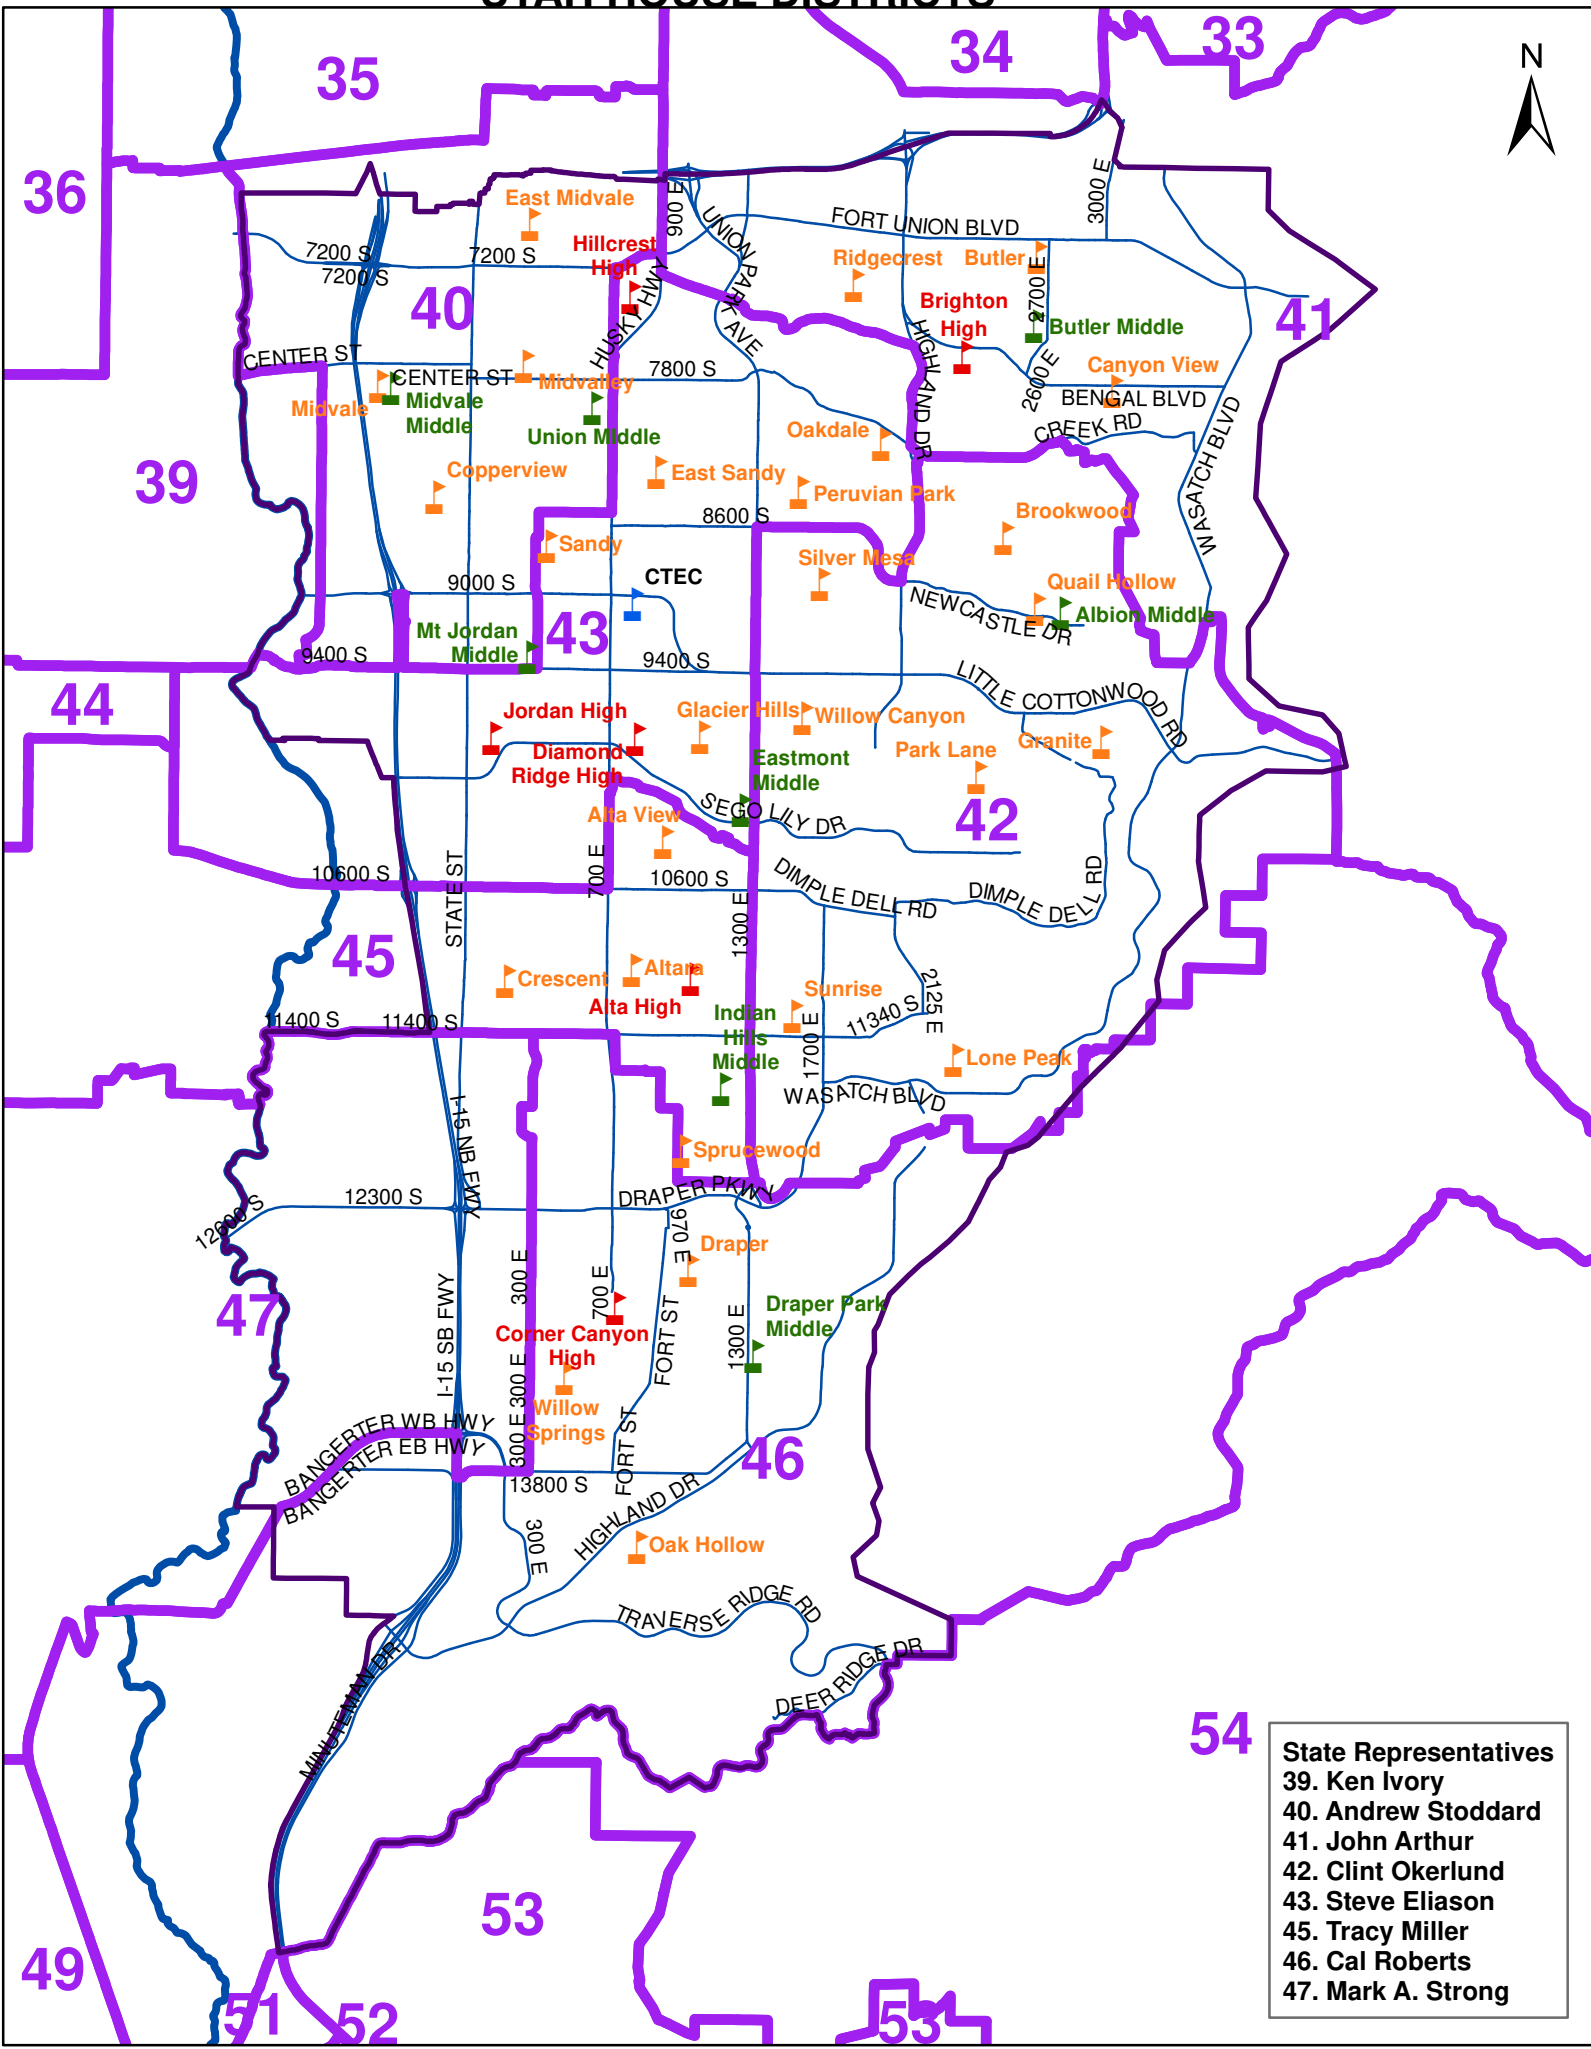 UTAH HOUSE DISTRICTS
35
34
33
N
36
3000 E
East Midvale
900 E
UNION PARK AVE
FORT UNION BLVD
Hillcrest
High
7200 S
7200 S
7200 S
Ridgecrest
Butler
2700 E
40
HUSKY HWY
Brighton
High
Butler Middle
41
HIGHLAND DR
CENTER ST
CENTER ST
7800 S
2600 E
Canyon View
Midvalley
BENGAL BLVD
Midvale
Midvale
Middle
Union Middle
Oakdale
CREEK RD
WASATCH BLVD
39
Copperview
East Sandy
Peruvian Park
Brookwood
8600 S
Sandy
Silver Mesa
9000 S
CTEC
Quail Hollow
NEWCASTLE DR
Albion Middle
Mt Jordan
Middle
43
9400 S
9400 S
LITTLE COTTONWOOD RD
44
Jordan High
Glacier Hills
Willow Canyon
Diamond
Ridge High
Park Lane
Granite
Eastmont
Middle
Alta View
SEGO LILY DR
42
700 E
10600 S
10600 S
DIMPLE DELL RD
DIMPLE DELL RD
STATE ST
1300 E
45
Crescent
Altara
Alta High
Sunrise
2125 E
11400 S
11400 S
Indian
Hills
Middle
11340 S
1700 E
Lone Peak
WASATCH BLVD
I-15 NB FWY
Sprucewood
12300 S
DRAPER PKWY
12600 S
970 E
Draper
300 E
700 E
47
I-15 SB FWY
Draper Park
Middle
Corner Canyon
High
FORT ST
1300 E
300 E
Willow
Springs
BANGERTER WB HWY
BANGERTER EB HWY
300 E
FORT ST
46
13800 S
HIGHLAND DR
300 E
Oak Hollow
TRAVERSE RIDGE RD
DEER RIDGE DR
MINUTEMAN DR
54
State Representatives
39. Ken Ivory
40. Andrew Stoddard
41. John Arthur
42. Clint Okerlund
43. Steve Eliason
45. Tracy Miller
46. Cal Roberts
47. Mark A. Strong
53
49
51
52
53